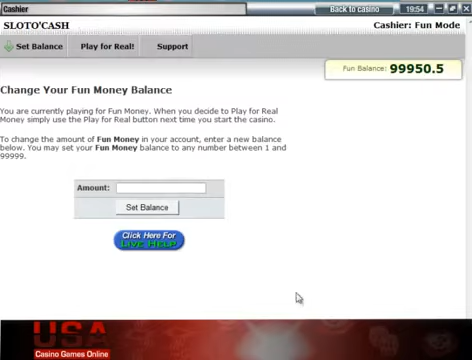 Cashier
Back to casino
19:54
SLOTO'CASH
Cashier: Fun Mode
Set Balance
Play for Real!
Support
Fun Balance: 99950.5
Change Your Fun Money Balance
You are currently playing for Fun Money. When you decide to Play for Real
Money simply use the Play for Real button next time you start the casino.
To change the amount of Fun Money in your account, enter a new balance
below. You may set your Fun Money balance to any number between 1 and
99999.
Amount:
Set Balance
Click Here For
LIVE HELP
USA
Casino Games Online